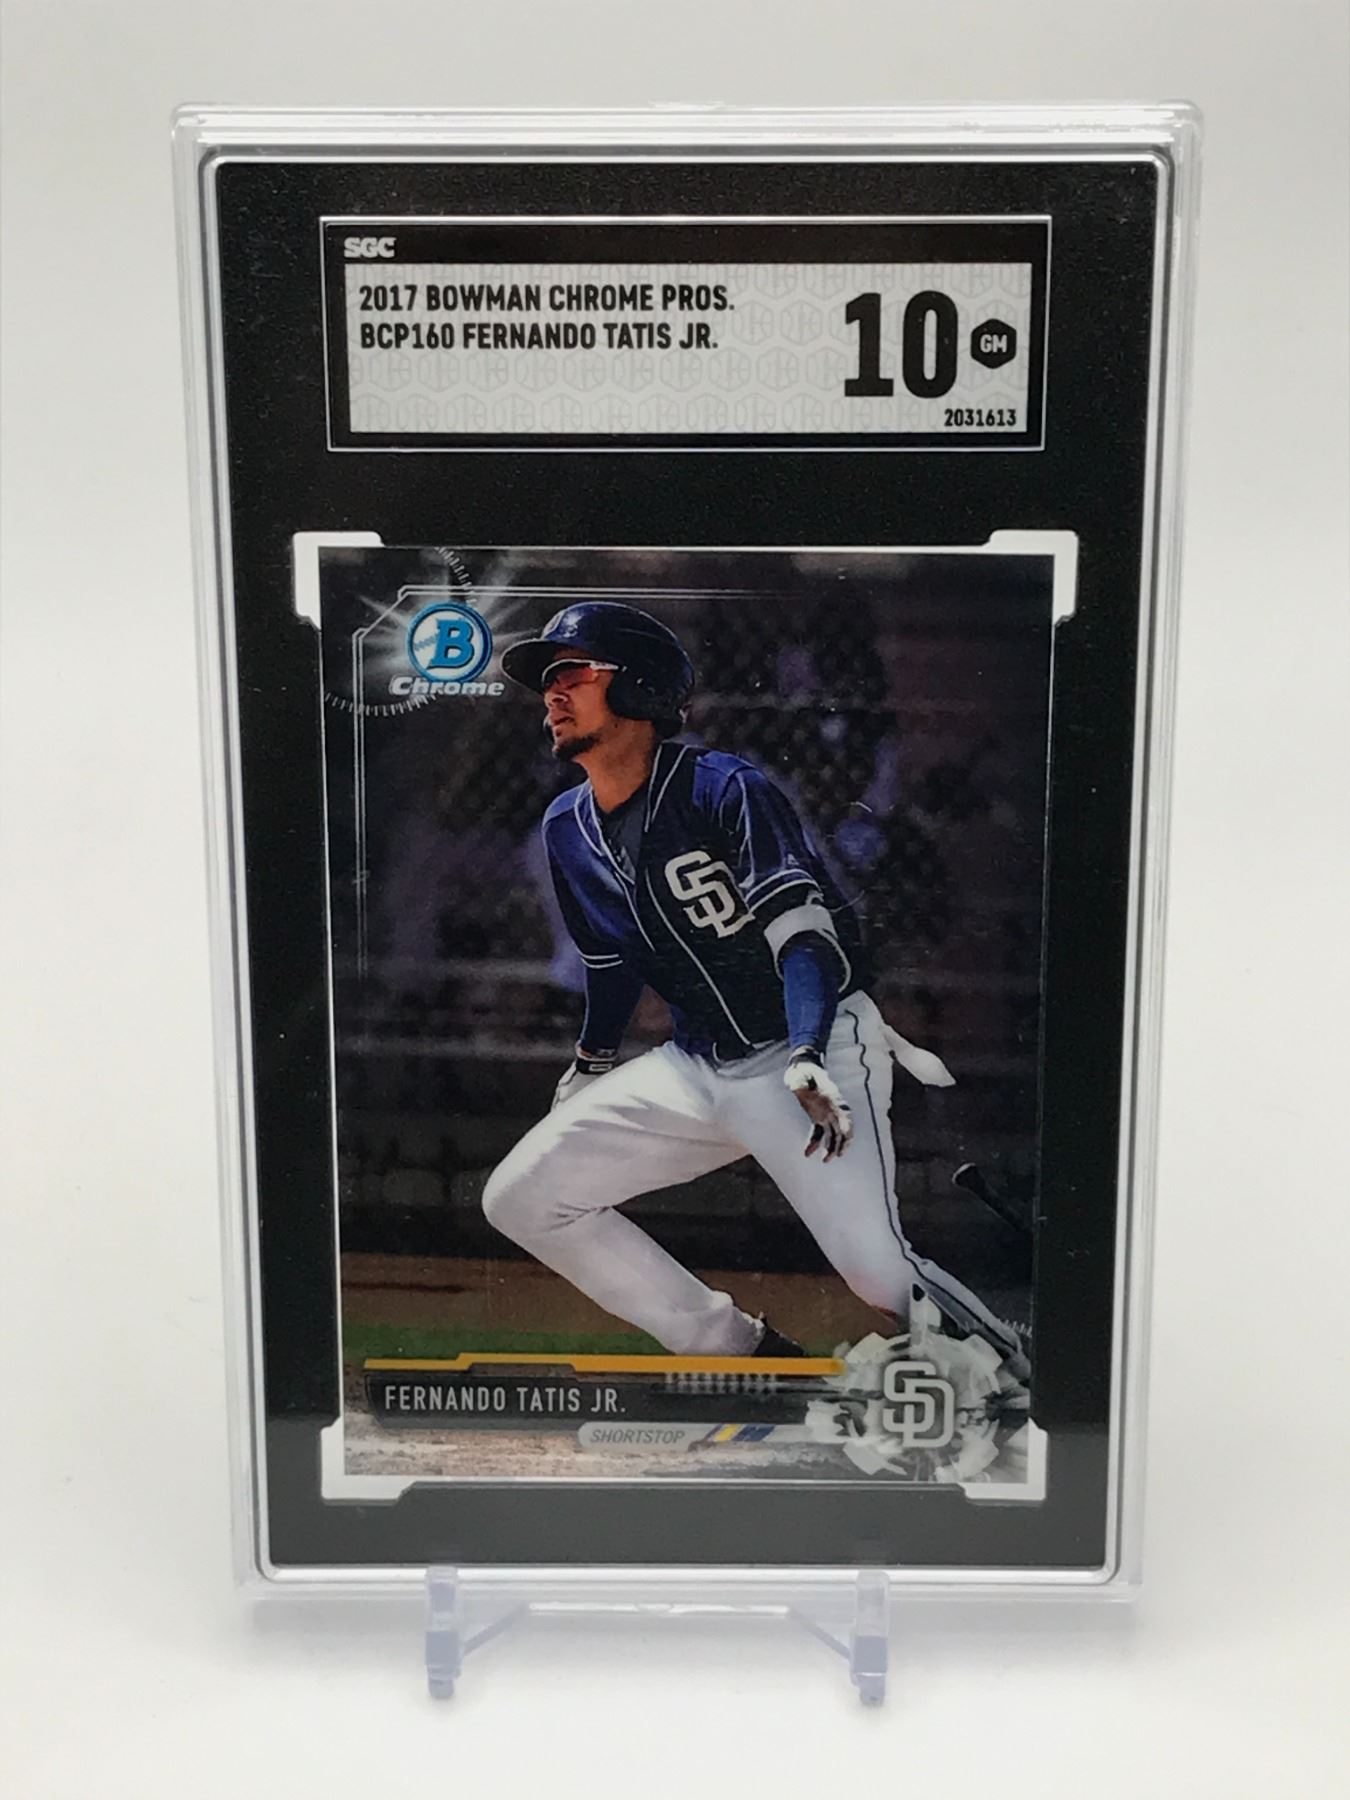 SGC
2017 BOWMAN CHROME PROS.
BCP160 FERNANDO TATIS JR.
10 GM
2031613
B
Chrome
SD
FERNANDO TATIS JR.
SHORTSTOP
SD